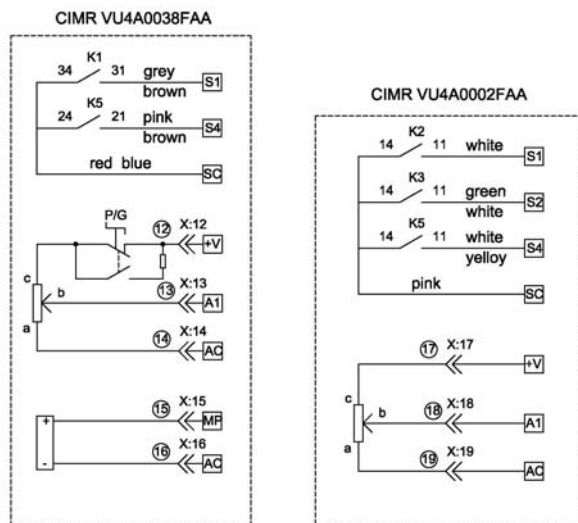 CIMR VU4A0038FAA
34 K1 31 grey brown S1
24 K5 21 pink brown S4
red blue SC
P/G
12 X:12 +V
c
b 13 X:13 A1
a
14 X:14 AC
+ 15 X:15 MP
- 16 X:16 AC
CIMR VU4A0002FAA
14 K2 11 white S1
14 K3 11 green white S2
14 K5 11 white yelloy S4
pink SC
17 X:17 +V
c
b 18 X:18 A1
a
19 X:19 AC